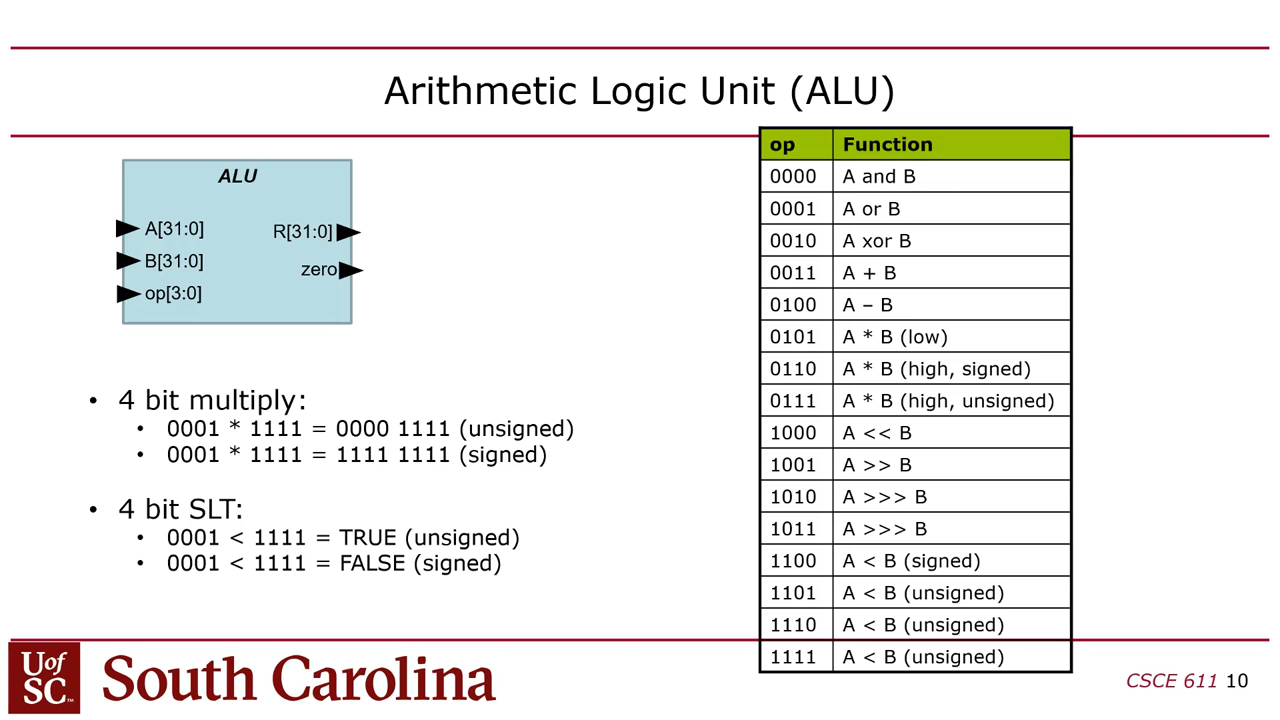 Arithmetic Logic Unit (ALU)
ALU
A[31:0]
B[31:0]
op[3:0]
R[31:0]
zero
• 4 bit multiply:
• 0001 * 1111 = 0000 1111 (unsigned)
• 0001 * 1111 = 1111 1111 (signed)
• 4 bit SLT:
• 0001 < 1111 = TRUE (unsigned)
• 0001 < 1111 = FALSE (signed)
op Function
0000 A and B
0001 A or B
0010 A xor B
0011 A + B
0100 A – B
0101 A * B (low)
0110 A * B (high, signed)
0111 A * B (high, unsigned)
1000 A << B
1001 A >> B
1010 A >>> B
1011 A >>> B
1100 A < B (signed)
1101 A < B (unsigned)
1110 A < B (unsigned)
1111 A < B (unsigned)
U of
SC™
South Carolina
CSCE 611 10